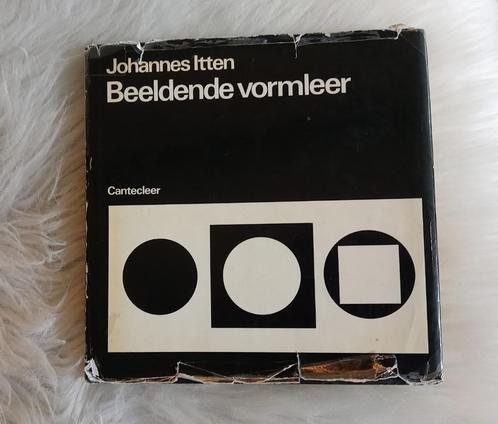 Johannes Itten
Beeldende vormleer
Cantecleer